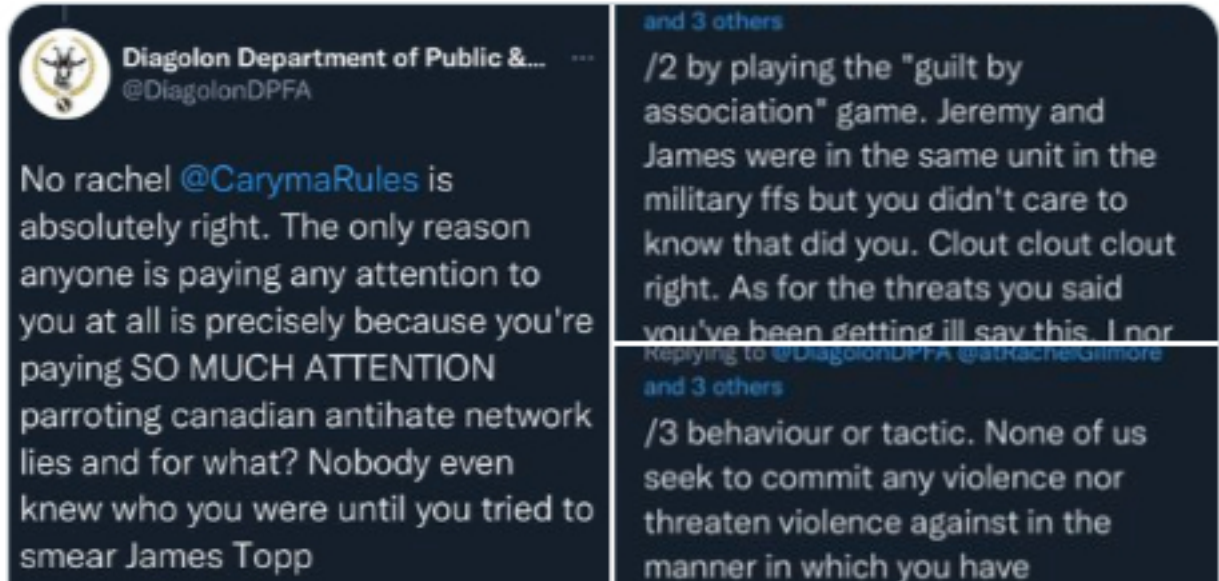 Diagolon Department of Public &...
@DiagolonDPFA
No rachel @CarymaRules is
absolutely right. The only reason
anyone is paying any attention to
you at all is precisely because you're
paying SO MUCH ATTENTION
parroting canadian antihate network
lies and for what? Nobody even
knew who you were until you tried to
smear James Topp
and 3 others
/2 by playing the "guilt by
association" game. Jeremy and
James were in the same unit in the
military ffs but you didn't care to
know that did you. Clout clout clout
right. As for the threats you said
you've been getting ill say this. I nor
Replying to @DiagolonDPFA @atRachelGilmore
and 3 others
/3 behaviour or tactic. None of us
seek to commit any violence nor
threaten violence against in the
manner in which you have